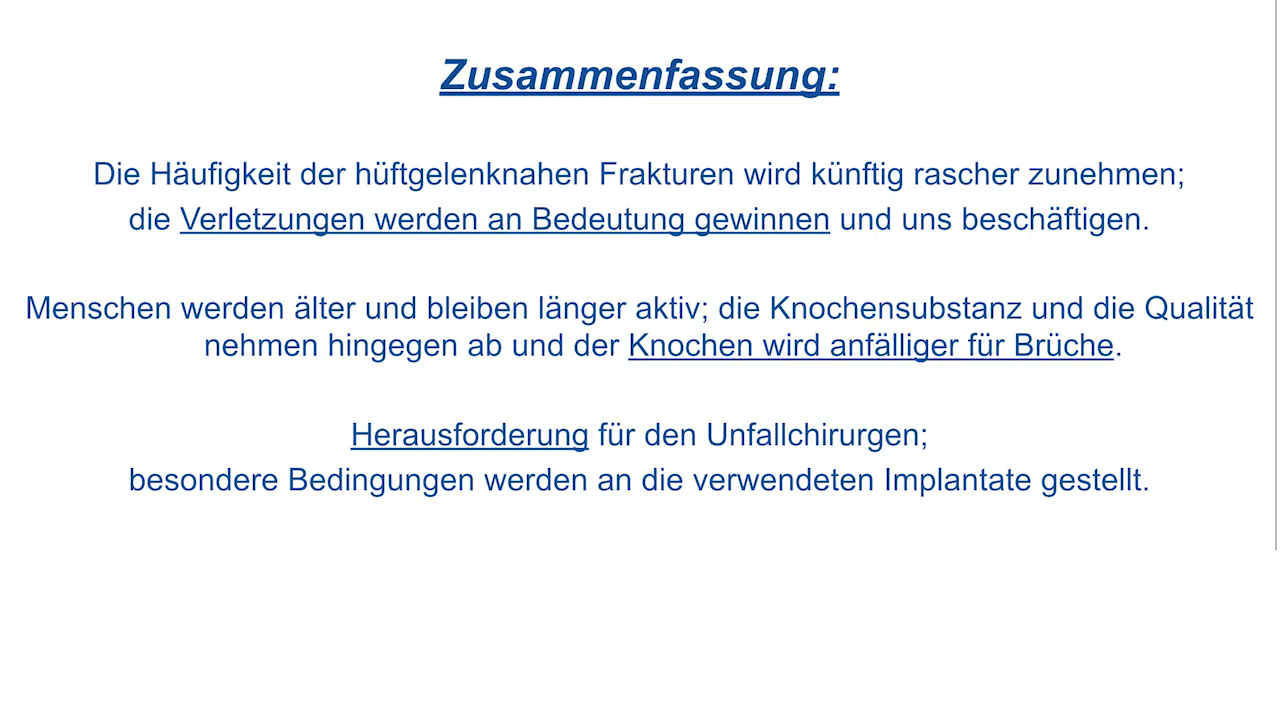 Zusammenfassung:
Die Häufigkeit der hüftgelenknahen Frakturen wird künftig rascher zunehmen;
die Verletzungen werden an Bedeutung gewinnen und uns beschäftigen.
Menschen werden älter und bleiben länger aktiv; die Knochensubstanz und die Qualität
nehmen hingegen ab und der Knochen wird anfälliger für Brüche.
Herausforderung für den Unfallchirurgen;
besondere Bedingungen werden an die verwendeten Implantate gestellt.